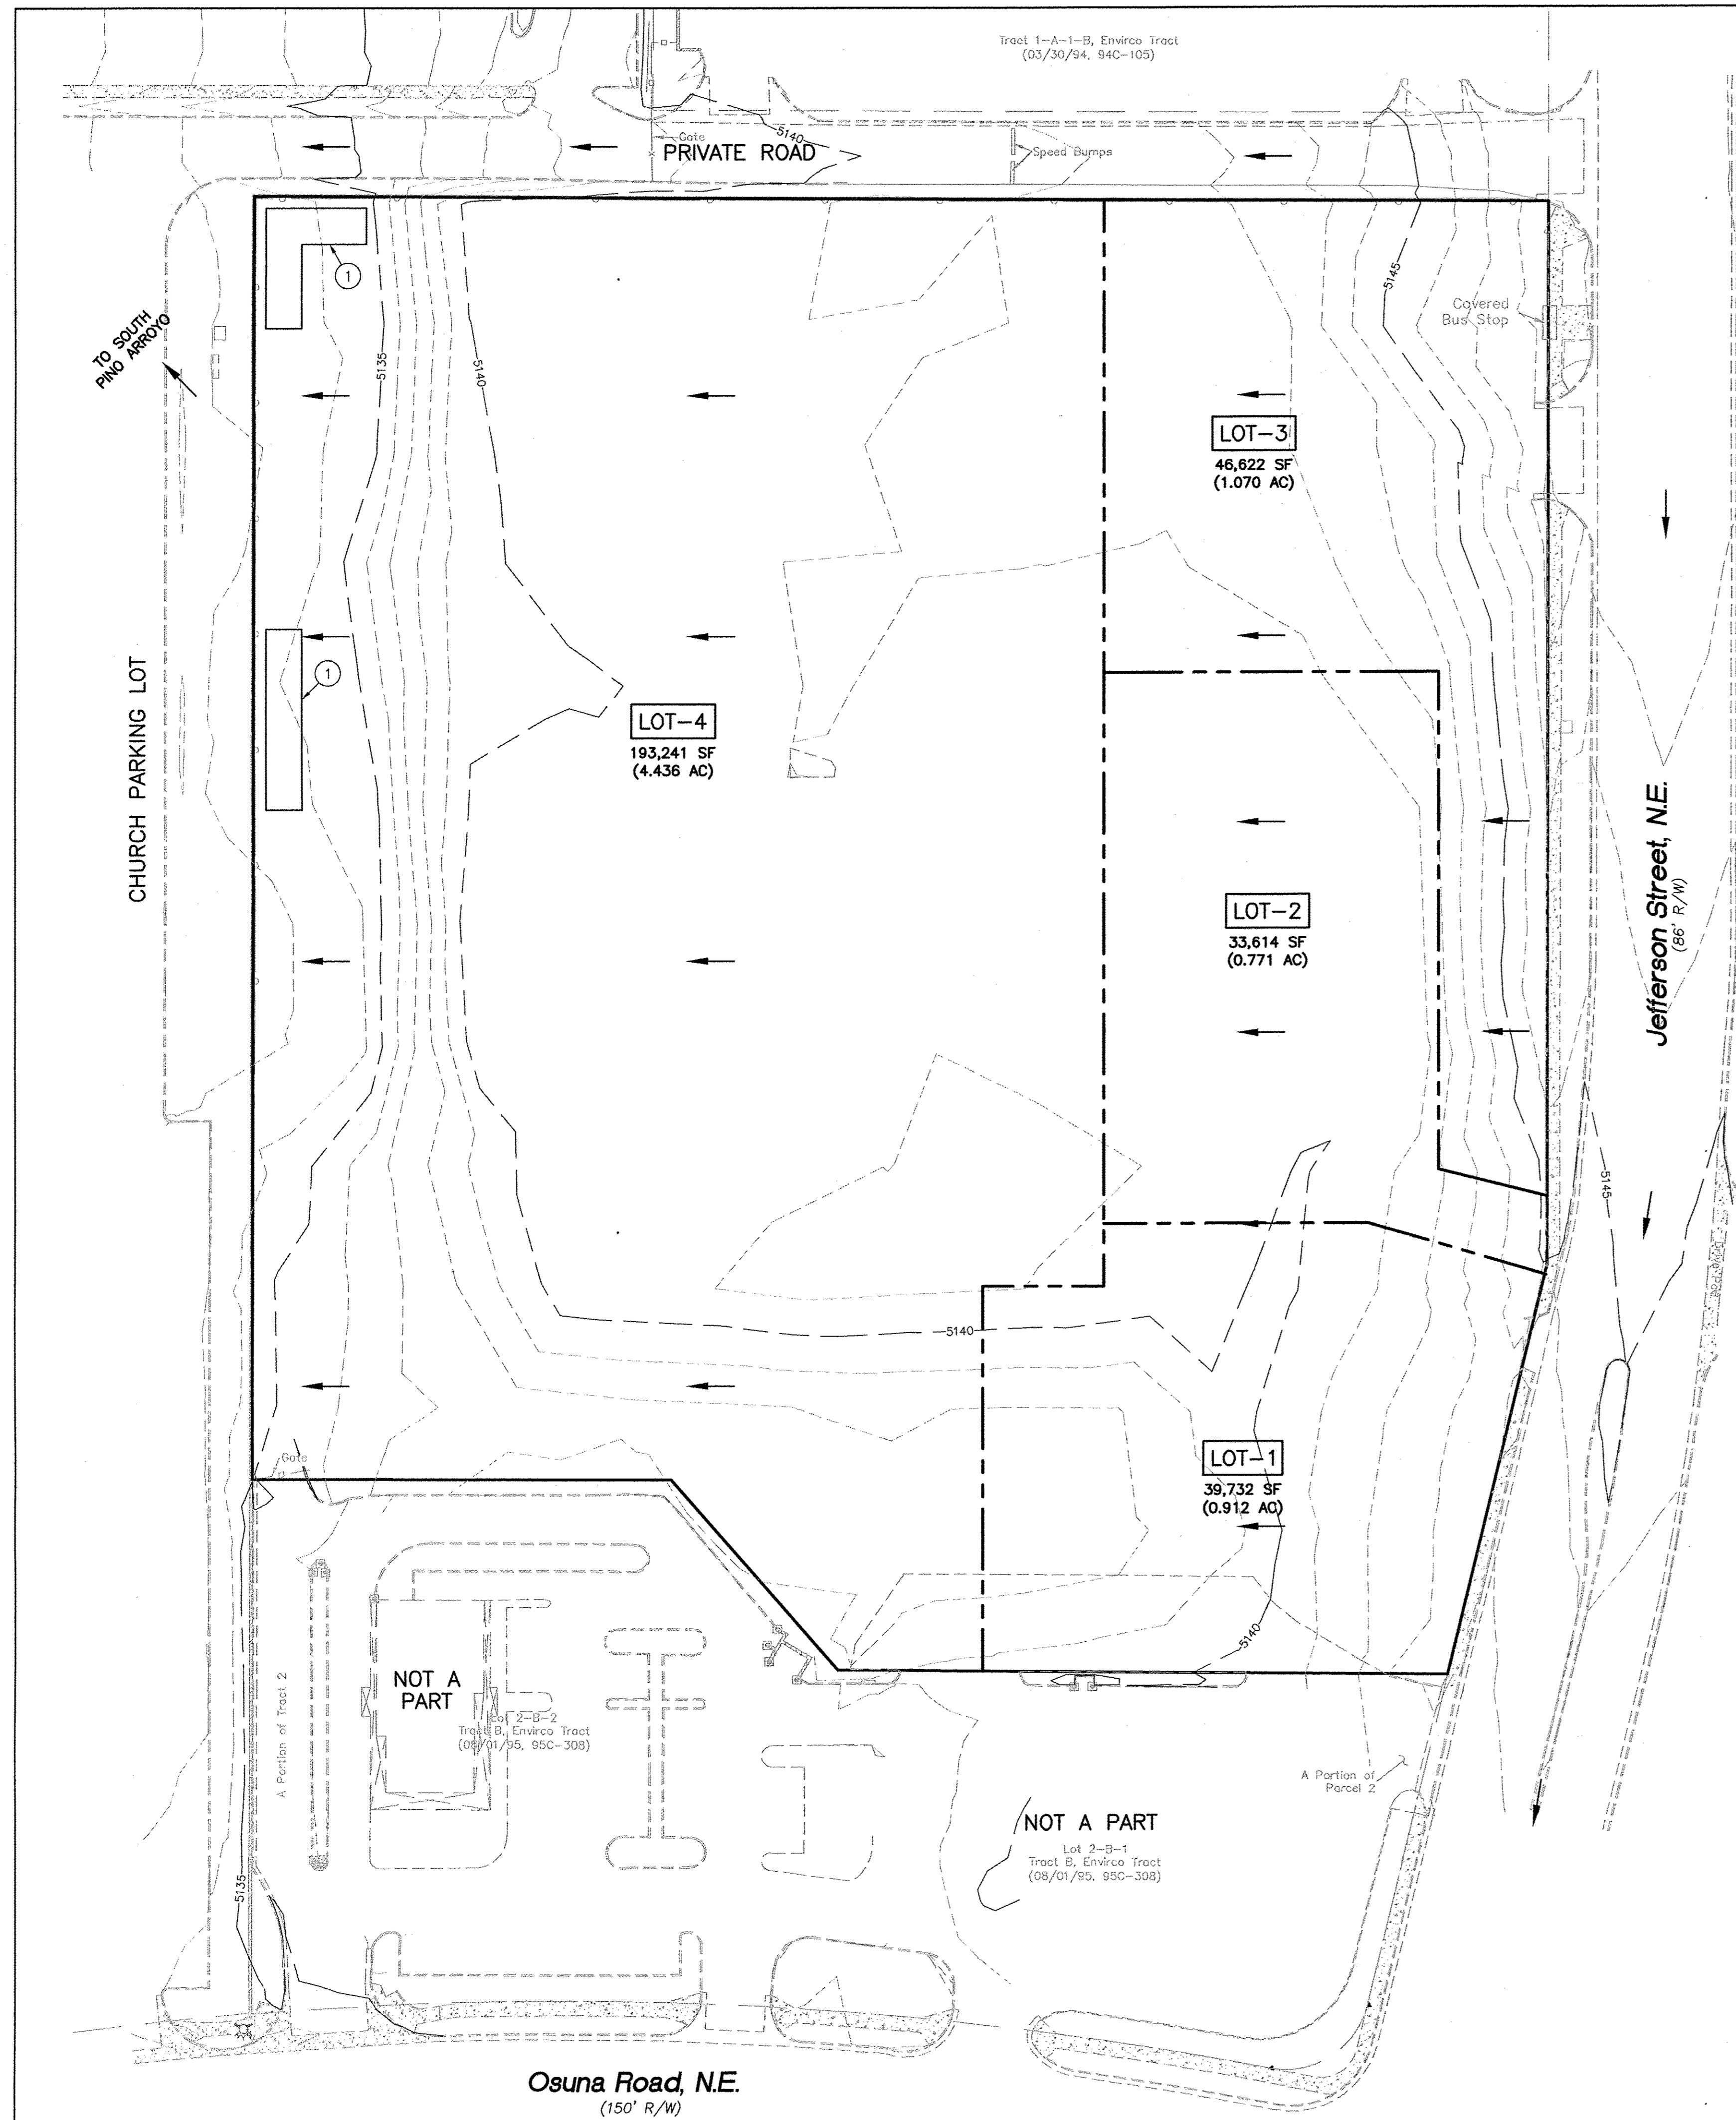 Tract 1-A-1-B, Envirco Tract
(03/30/94, 94C-105)
5140
Gate
PRIVATE ROAD
Speed Bumps
1
5145
Covered
Bus Stop
TO SOUTH
PINO ARROYO
5135
5140
LOT-3
46,622 SF
(1.070 AC)
CHURCH PARKING LOT
1
LOT-4
193,241 SF
(4.436 AC)
Jefferson Street, N.E.
(86' R/W)
LOT-2
33,614 SF
(0.771 AC)
5145
Drive Pad
5140
LOT-1
39,732 SF
(0.912 AC)
Gate
5140
A Portion of Tract 2
NOT A
PART
Lot 2-B-2
Tract B, Envirco Tract
(08/01/95, 95C-308)
A Portion of
Parcel 2
NOT A PART
Lot 2-B-1
Tract B, Envirco Tract
(08/01/95, 95C-308)
5135
Osuna Road, N.E.
(150' R/W)